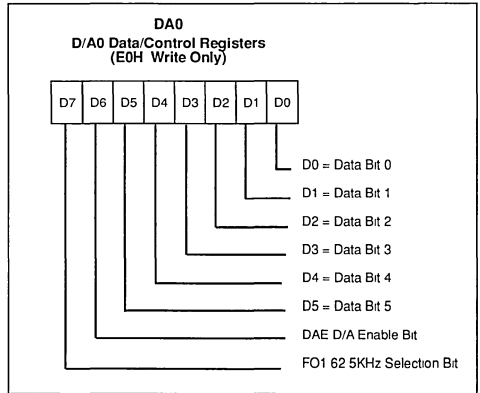 DA0
D/A0 Data/Control Registers
(E0H Write Only)
D7 D6 D5 D4 D3 D2 D1 D0
D0 = Data Bit 0
D1 = Data Bit 1
D2 = Data Bit 2
D3 = Data Bit 3
D4 = Data Bit 4
D5 = Data Bit 5
DAE D/A Enable Bit
FO1 62 5KHz Selection Bit